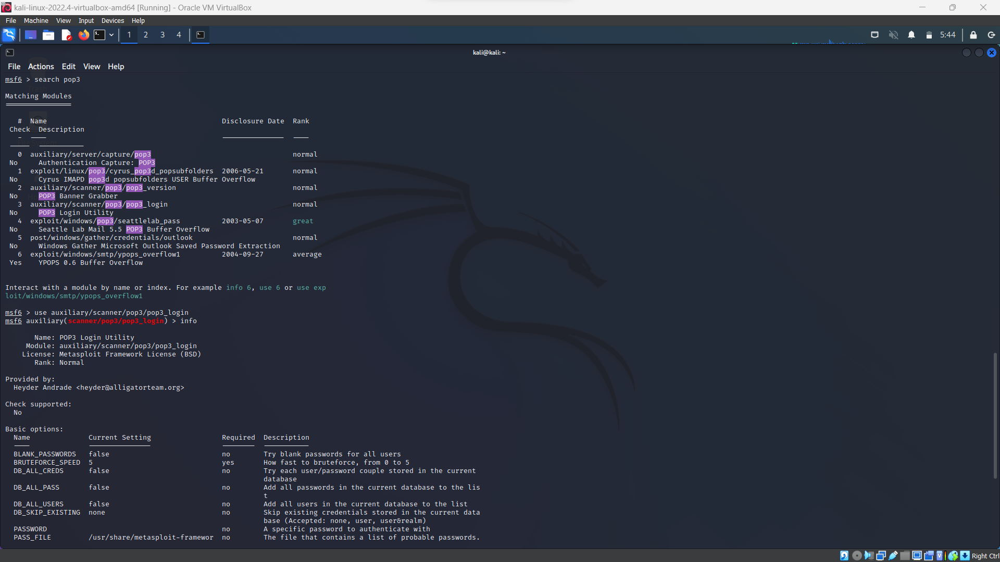 kali-linux-2022.4-virtualbox-amd64 [Running] - Oracle VM VirtualBox
File Machine View Input Devices Help
1 2 3 4 5:44
kali@kali: ~
File Actions Edit View Help
msf6 > search pop3
Matching Modules
# Name Disclosure Date Rank
Check Description
0 auxiliary/server/capture/pop3 normal
No Authentication Capture: POP3
1 exploit/linux/pop3/cyrus_pop3d_popsubfolders 2006-05-21 normal
No Cyrus IMAPD pop3d popsubfolders USER Buffer Overflow
2 auxiliary/scanner/pop3/pop3_version normal
No POP3 Banner Grabber
3 auxiliary/scanner/pop3/pop3_login normal
No POP3 Login Utility
4 exploit/windows/pop3/seattlelab_pass 2003-05-07 great
No Seattle Lab Mail 5.5 POP3 Buffer Overflow
5 post/windows/gather/credentials/outlook normal
No Windows Gather Microsoft Outlook Saved Password Extraction
6 exploit/windows/smtp/ypops_overflow1 2004-09-27 average
Yes YPOPS 0.6 Buffer Overflow
Interact with a module by name or index. For example info 6, use 6 or use exp
loit/windows/smtp/ypops_overflow1
msf6 > use auxiliary/scanner/pop3/pop3_login
msf6 auxiliary(scanner/pop3/pop3_login) > info
Name: POP3 Login Utility
Module: auxiliary/scanner/pop3/pop3_login
License: Metasploit Framework License (BSD)
Rank: Normal
Provided by:
Heyder Andrade <heyder@alligatorteam.org>
Check supported:
No
Basic options:
Name Current Setting Required Description
BLANK_PASSWORDS false no Try blank passwords for all users
BRUTEFORCE_SPEED 5 yes How fast to bruteforce, from 0 to 5
DB_ALL_CREDS false no Try each user/password couple stored in the current
database
DB_ALL_PASS false no Add all passwords in the current database to the lis
t
DB_ALL_USERS false no Add all users in the current database to the list
DB_SKIP_EXISTING none no Skip existing credentials stored in the current data
base (Accepted: none, user, user&realm)
PASSWORD no A specific password to authenticate with
PASS_FILE /usr/share/metasploit-framewor no The file that contains a list of probable passwords.
Right Ctrl